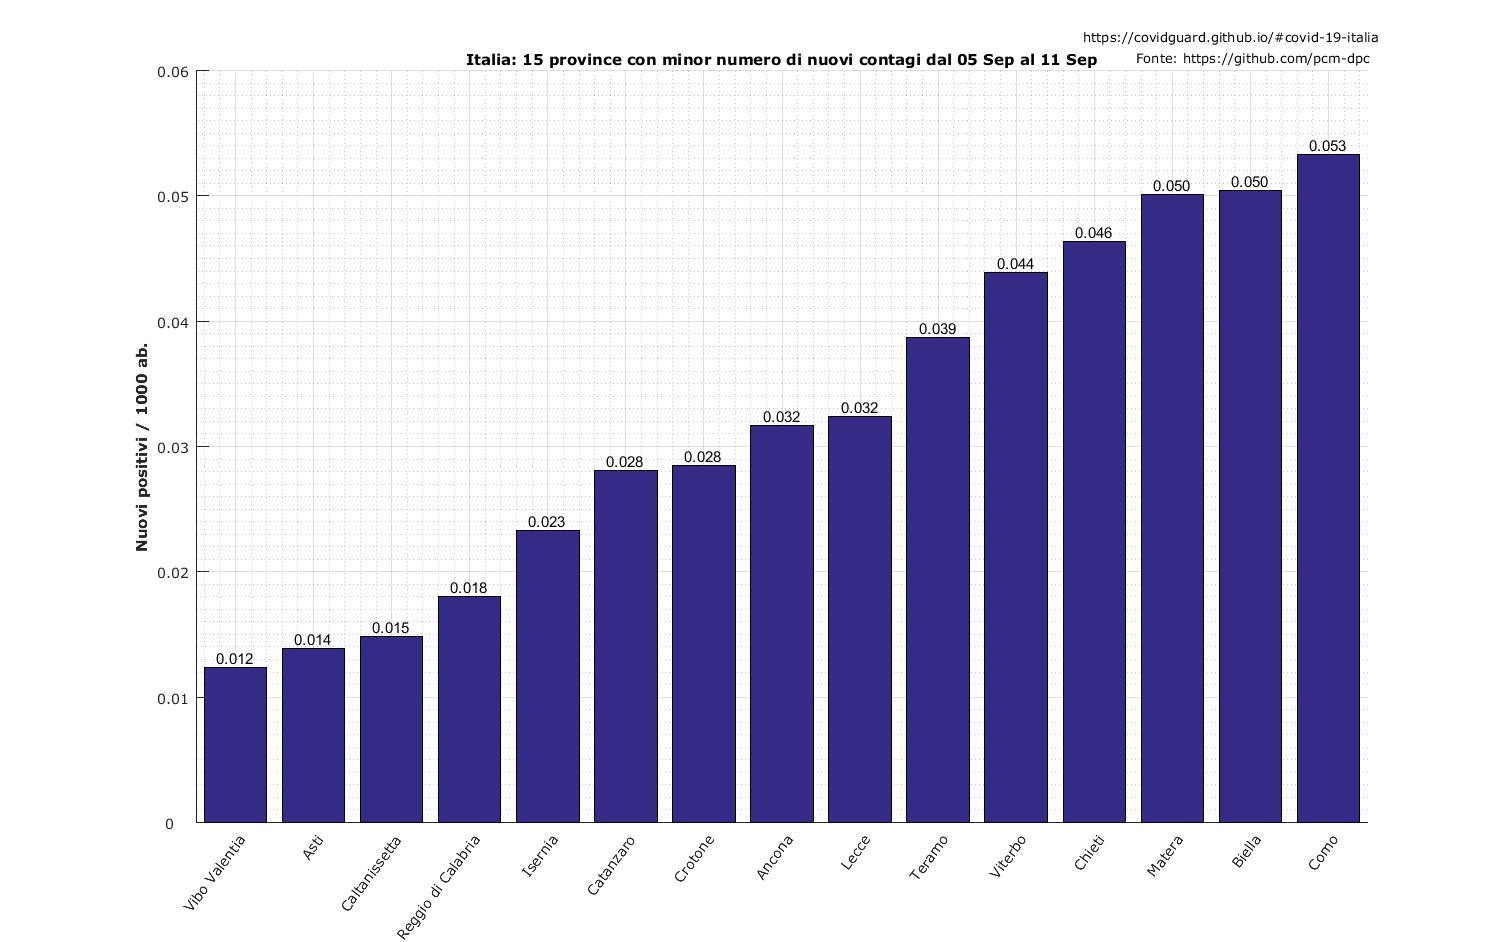 https://covidguard.github.io/#covid-19-italia
Italia: 15 province con minor numero di nuovi contagi dal 05 Sep al 11 Sep
Fonte: https://github.com/pcm-dpc
Nuovi positivi / 1000 ab.
0.06
0.05
0.04
0.03
0.02
0.01
0
0.012
0.014
0.015
0.018
0.023
0.028
0.028
0.032
0.032
0.039
0.044
0.046
0.050
0.050
0.053
Vibo Valentia
Asti
Caltanissetta
Reggio di Calabria
Isernia
Catanzaro
Crotone
Ancona
Lecce
Teramo
Viterbo
Chieti
Matera
Biella
Como